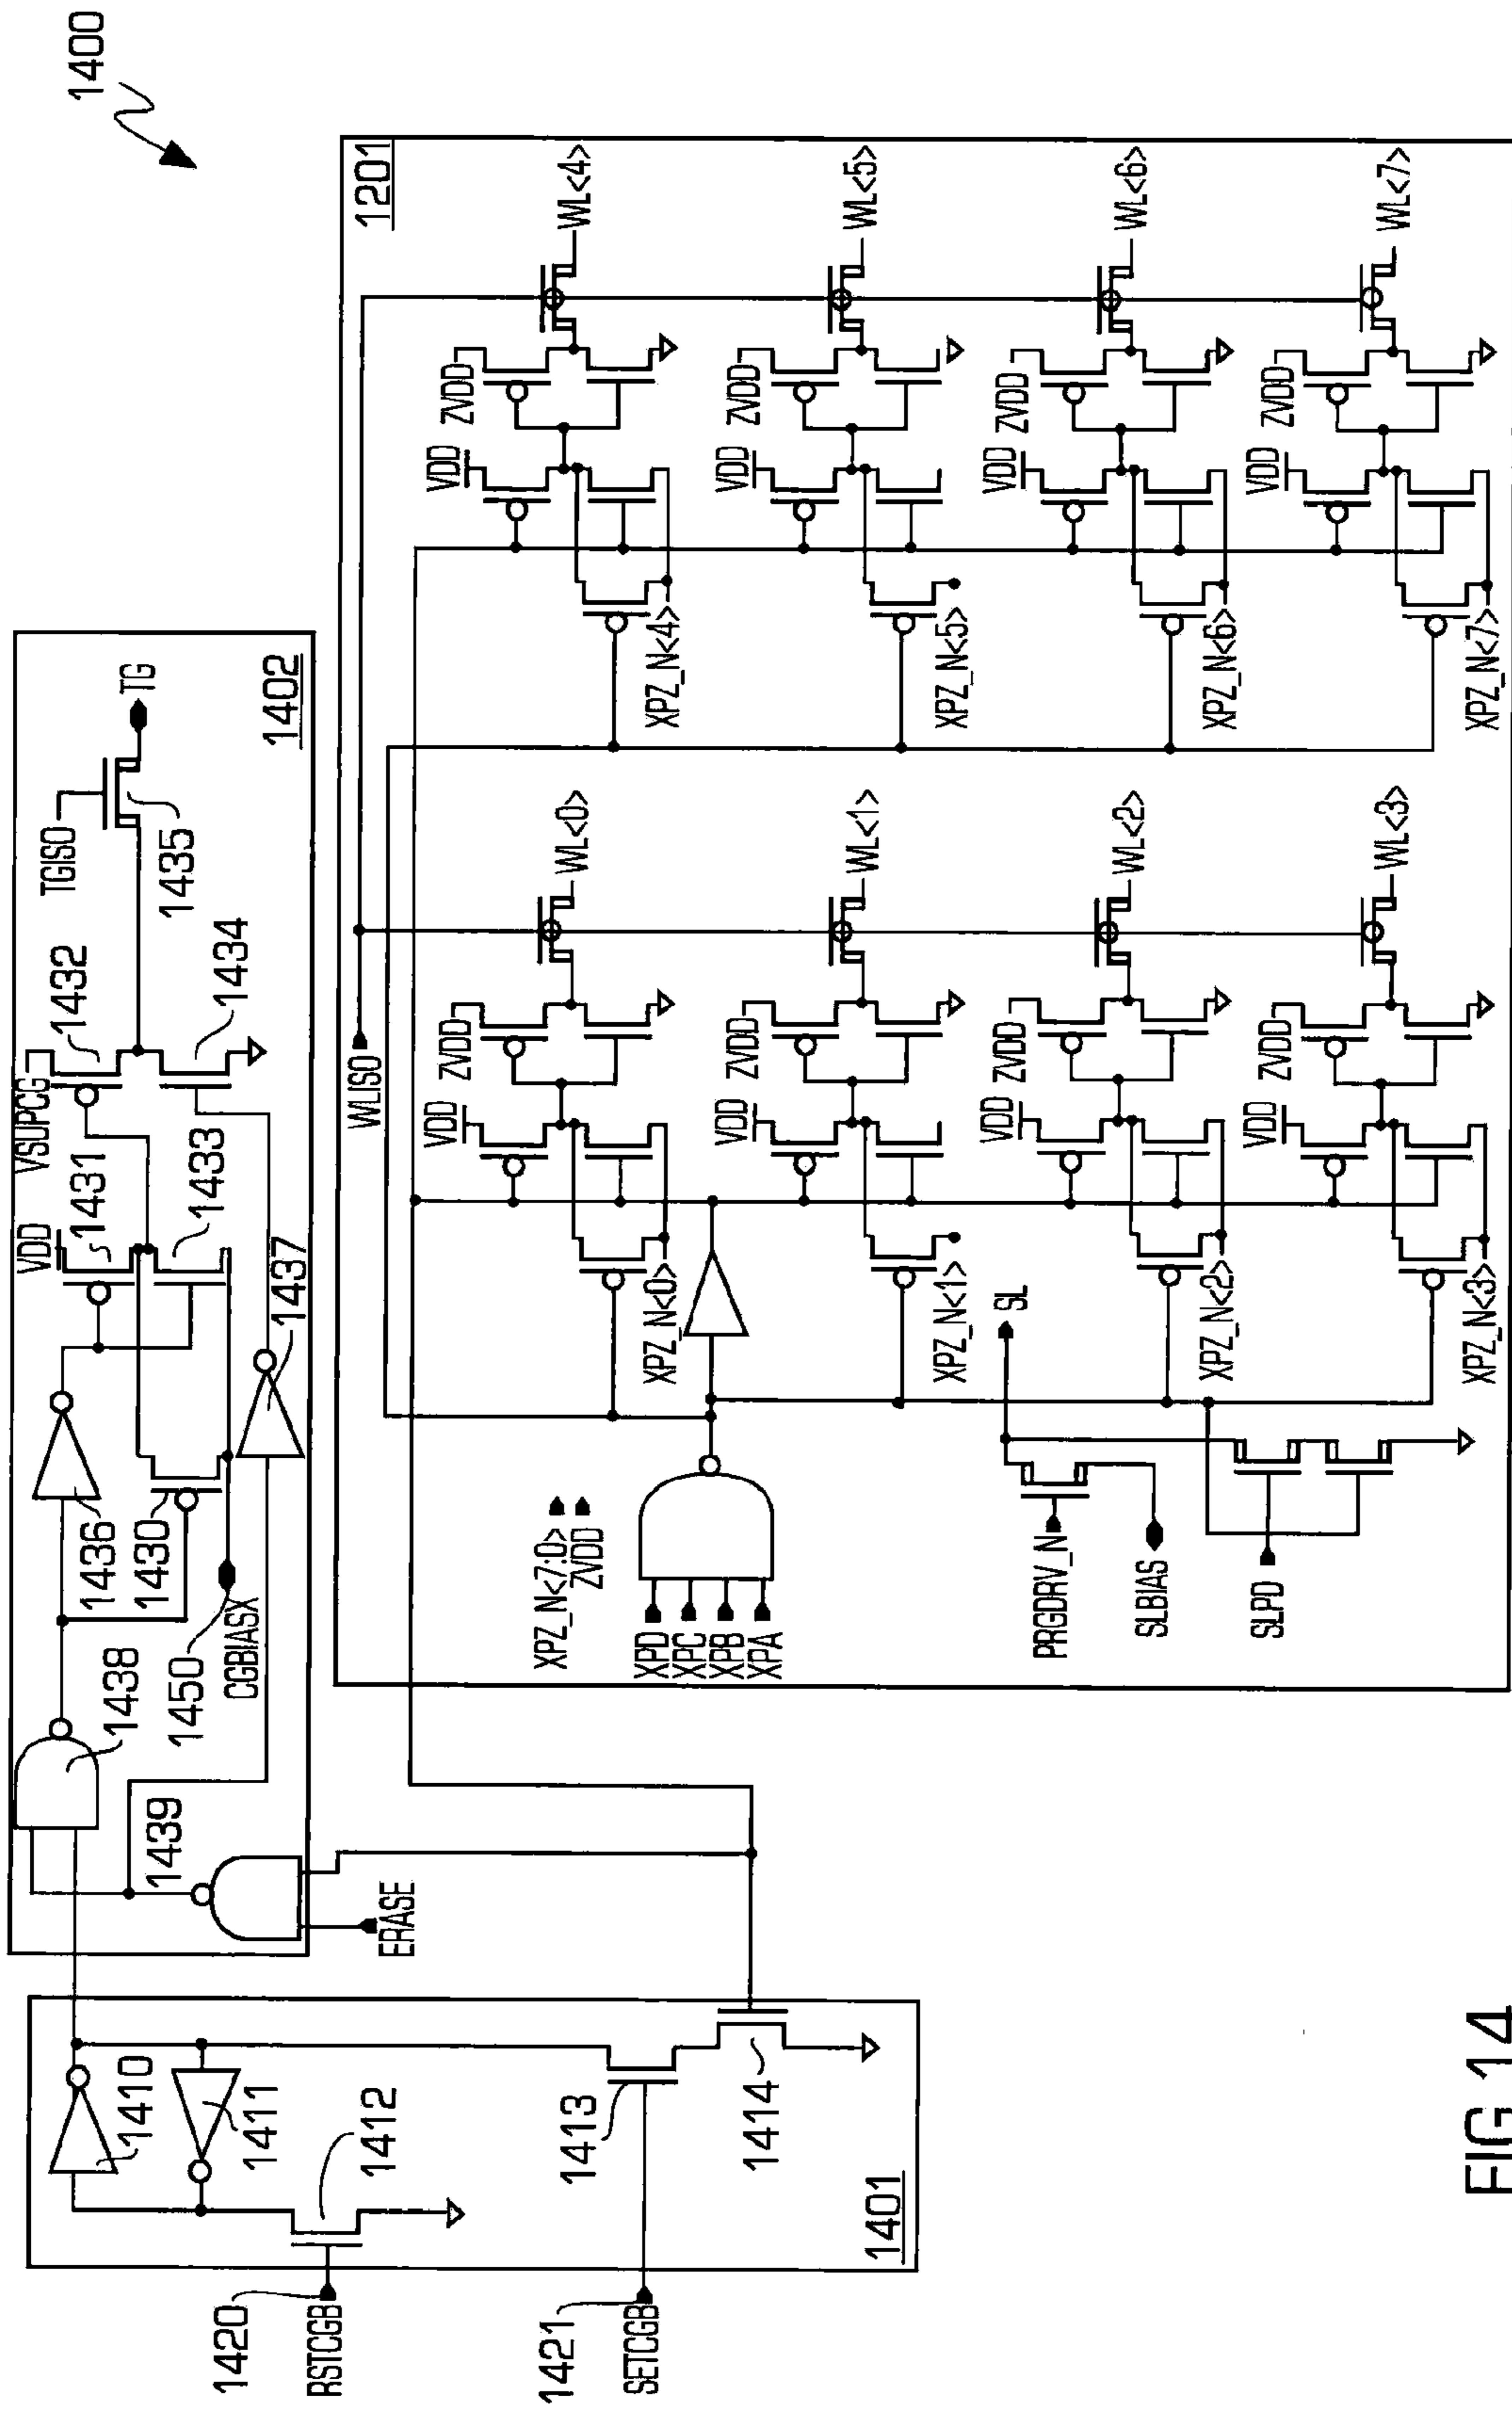 1400
1402
TGISO
TG
1435
1432
1434
VSUPCG
1431
1433
VDD
1437
1436
1430
1450
CGBIASX
1438
1439
ERASE
1410
1411
1412
1413
1414
1401
1420
RSTCGB
1421
SETCGB
1201
WLISO
VDD
ZVDD
WL<4>
XPZ_N<4>
VDD
ZVDD
WL<5>
XPZ_N<5>
VDD
ZVDD
WL<6>
XPZ_N<6>
VDD
ZVDD
WL<7>
XPZ_N<7>
VDD
ZVDD
WL<0>
XPZ_N<0>
VDD
ZVDD
WL<1>
XPZ_N<1>
VDD
ZVDD
WL<2>
XPZ_N<2>
VDD
ZVDD
WL<3>
XPZ_N<3>
XPZ_N<7:0>
ZVDD
XPD
XPC
XPB
XPA
SL
PRGDRV_N
SLBIAS
SLPD
FIG 14